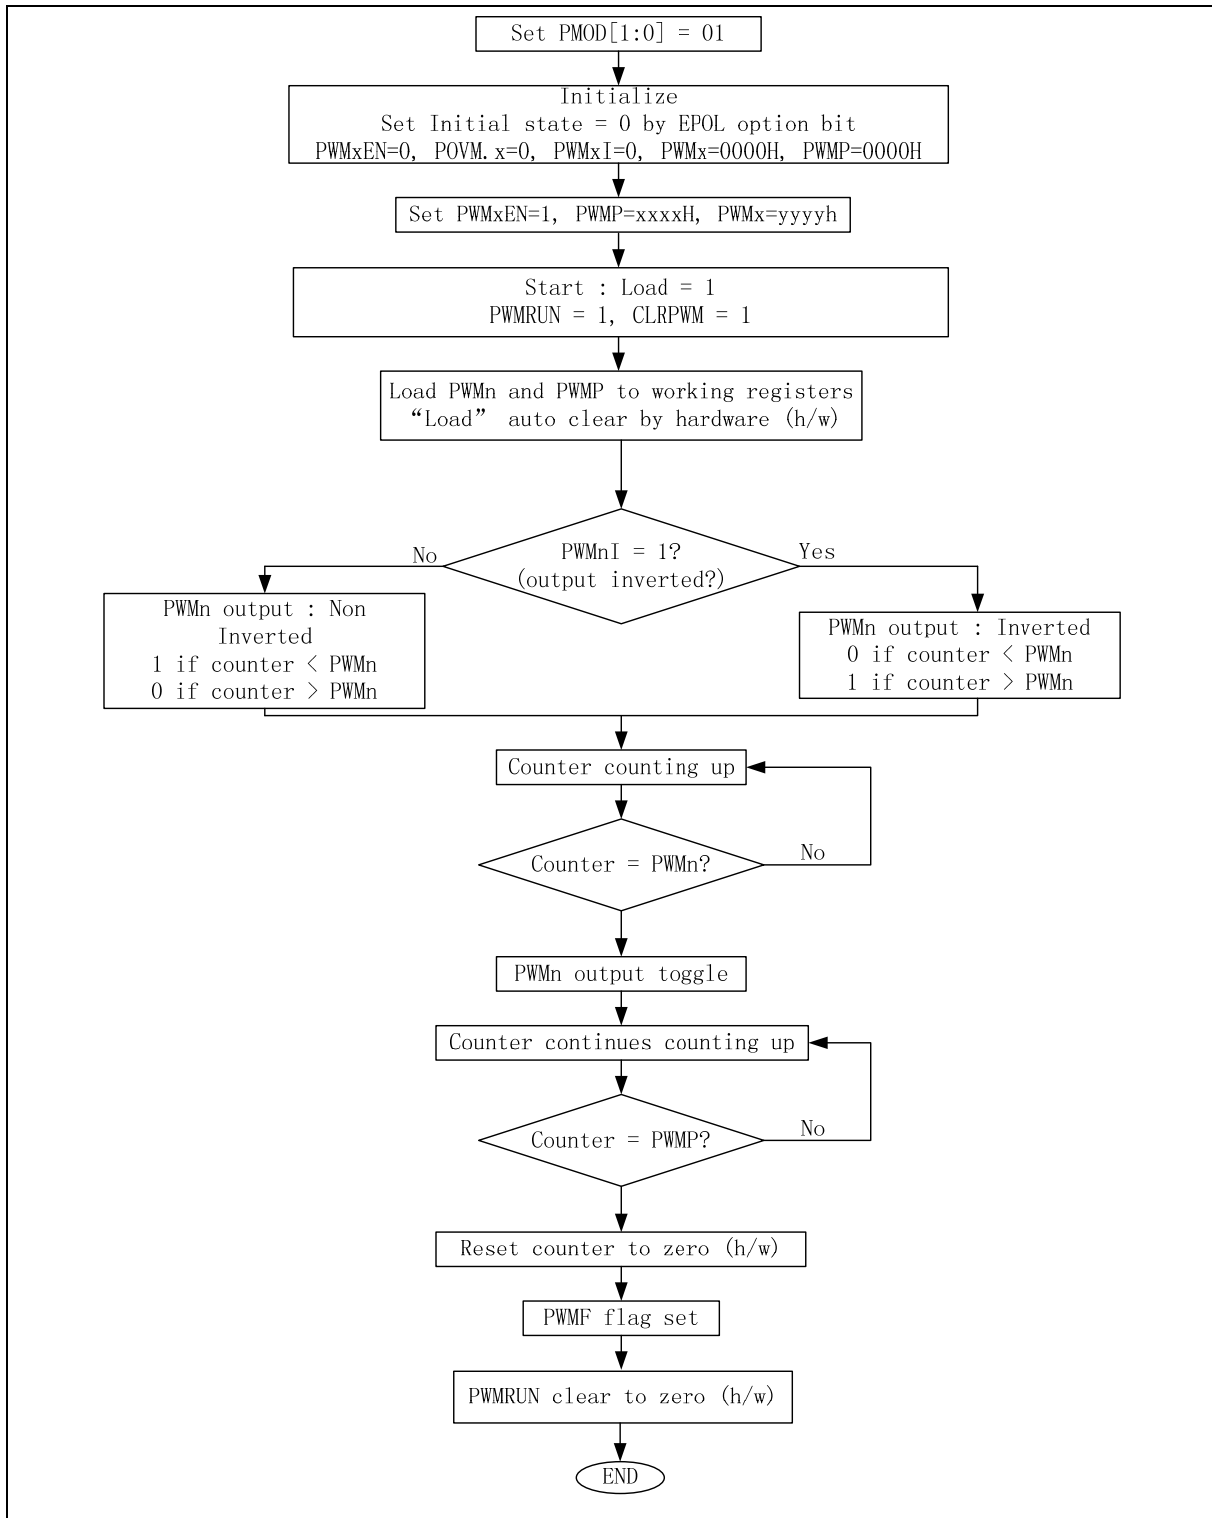 Set PMOD[1:0] = 01
Initialize
Set Initial state = 0 by EPOL option bit
PWMxEN=0, POVM.x=0, PWMxI=0, PWMx=0000H, PWMP=0000H
Set PWMxEN=1, PWMP=xxxxH, PWMx=yyyyh
Start : Load = 1
PWMRUN = 1, CLRPWM = 1
Load PWMn and PWMP to working registers
“Load” auto clear by hardware (h/w)
PWMnI = 1?
(output inverted?)
No
Yes
PWMn output : Non
Inverted
1 if counter < PWMn
0 if counter > PWMn
PWMn output : Inverted
0 if counter < PWMn
1 if counter > PWMn
Counter counting up
Counter = PWMn?
No
PWMn output toggle
Counter continues counting up
Counter = PWMP?
No
Reset counter to zero (h/w)
PWMF flag set
PWMRUN clear to zero (h/w)
END